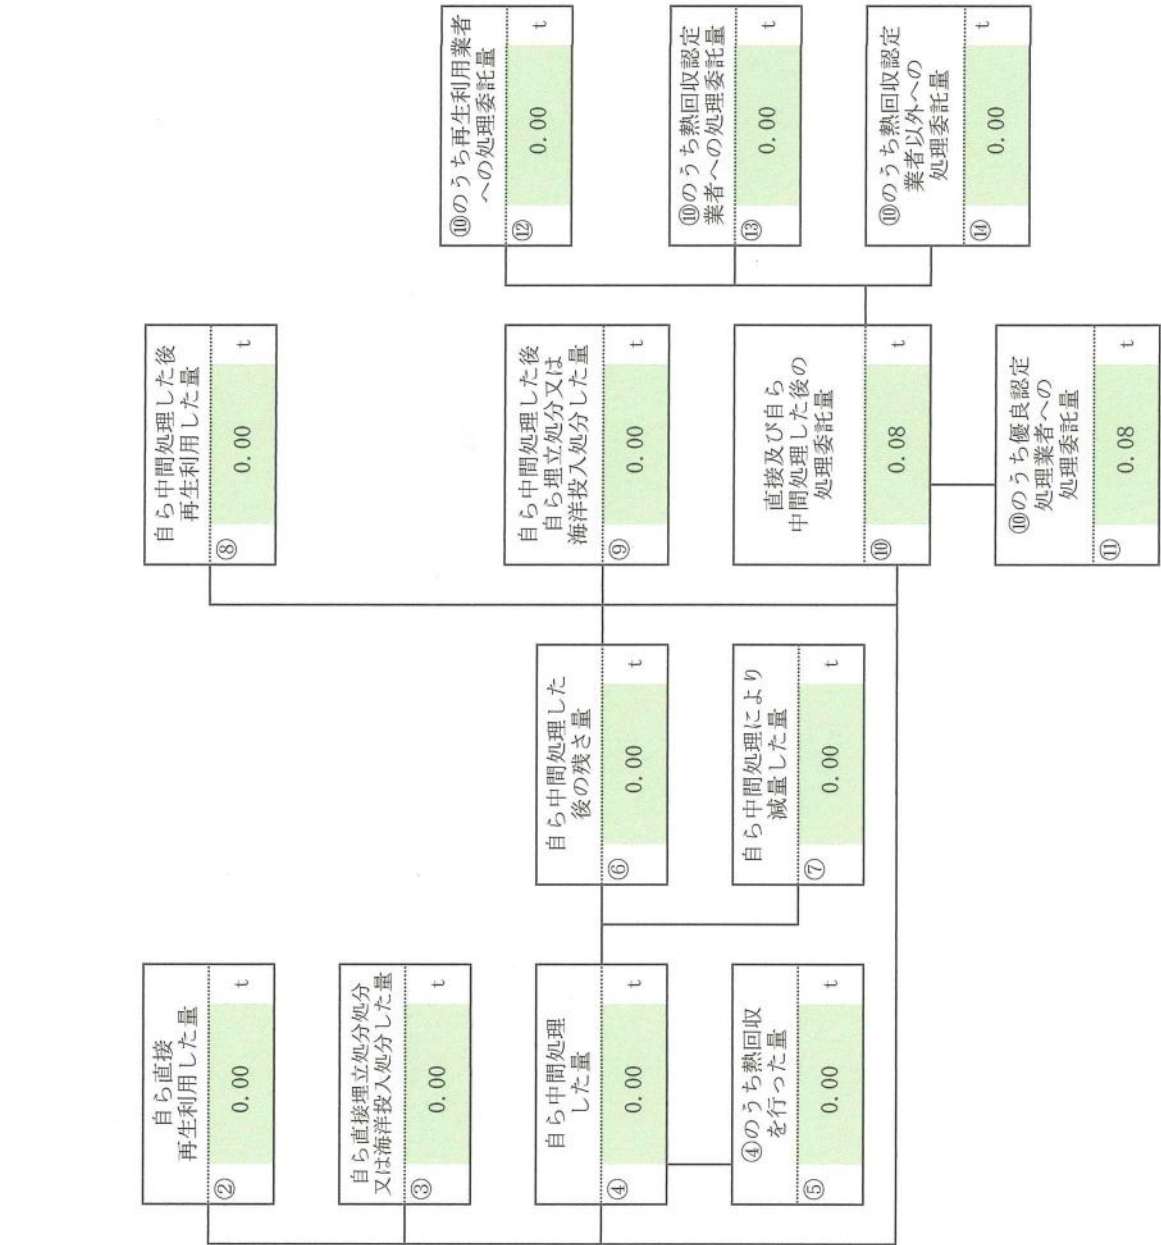 自ら直接
再生利用した量
② 0.00 t
自ら直接埋立処分処分
又は海洋投入処分した量
③ 0.00 t
自ら中間処理
した量
④ 0.00 t
④のうち熱回収
を行った量
⑤ 0.00 t
自ら中間処理した
後の残さ量
⑥ 0.00 t
自ら中間処理により
減量した量
⑦ 0.00 t
自ら中間処理した後
再生利用した量
⑧ 0.00 t
自ら中間処理した後
自ら埋立処分又は
海洋投入処分した量
⑨ 0.00 t
直接及び自ら
中間処理した後の
処理委託量
⑩ 0.08 t
⑩のうち優良認定
処理業者への
処理委託量
⑪ 0.08 t
⑩のうち再生利用業者
への処理委託量
⑫ 0.00 t
⑩のうち熱回収認定
業者への処理委託量
⑬ 0.00 t
⑩のうち熱回収認定
業者以外への
処理委託量
⑭ 0.00 t